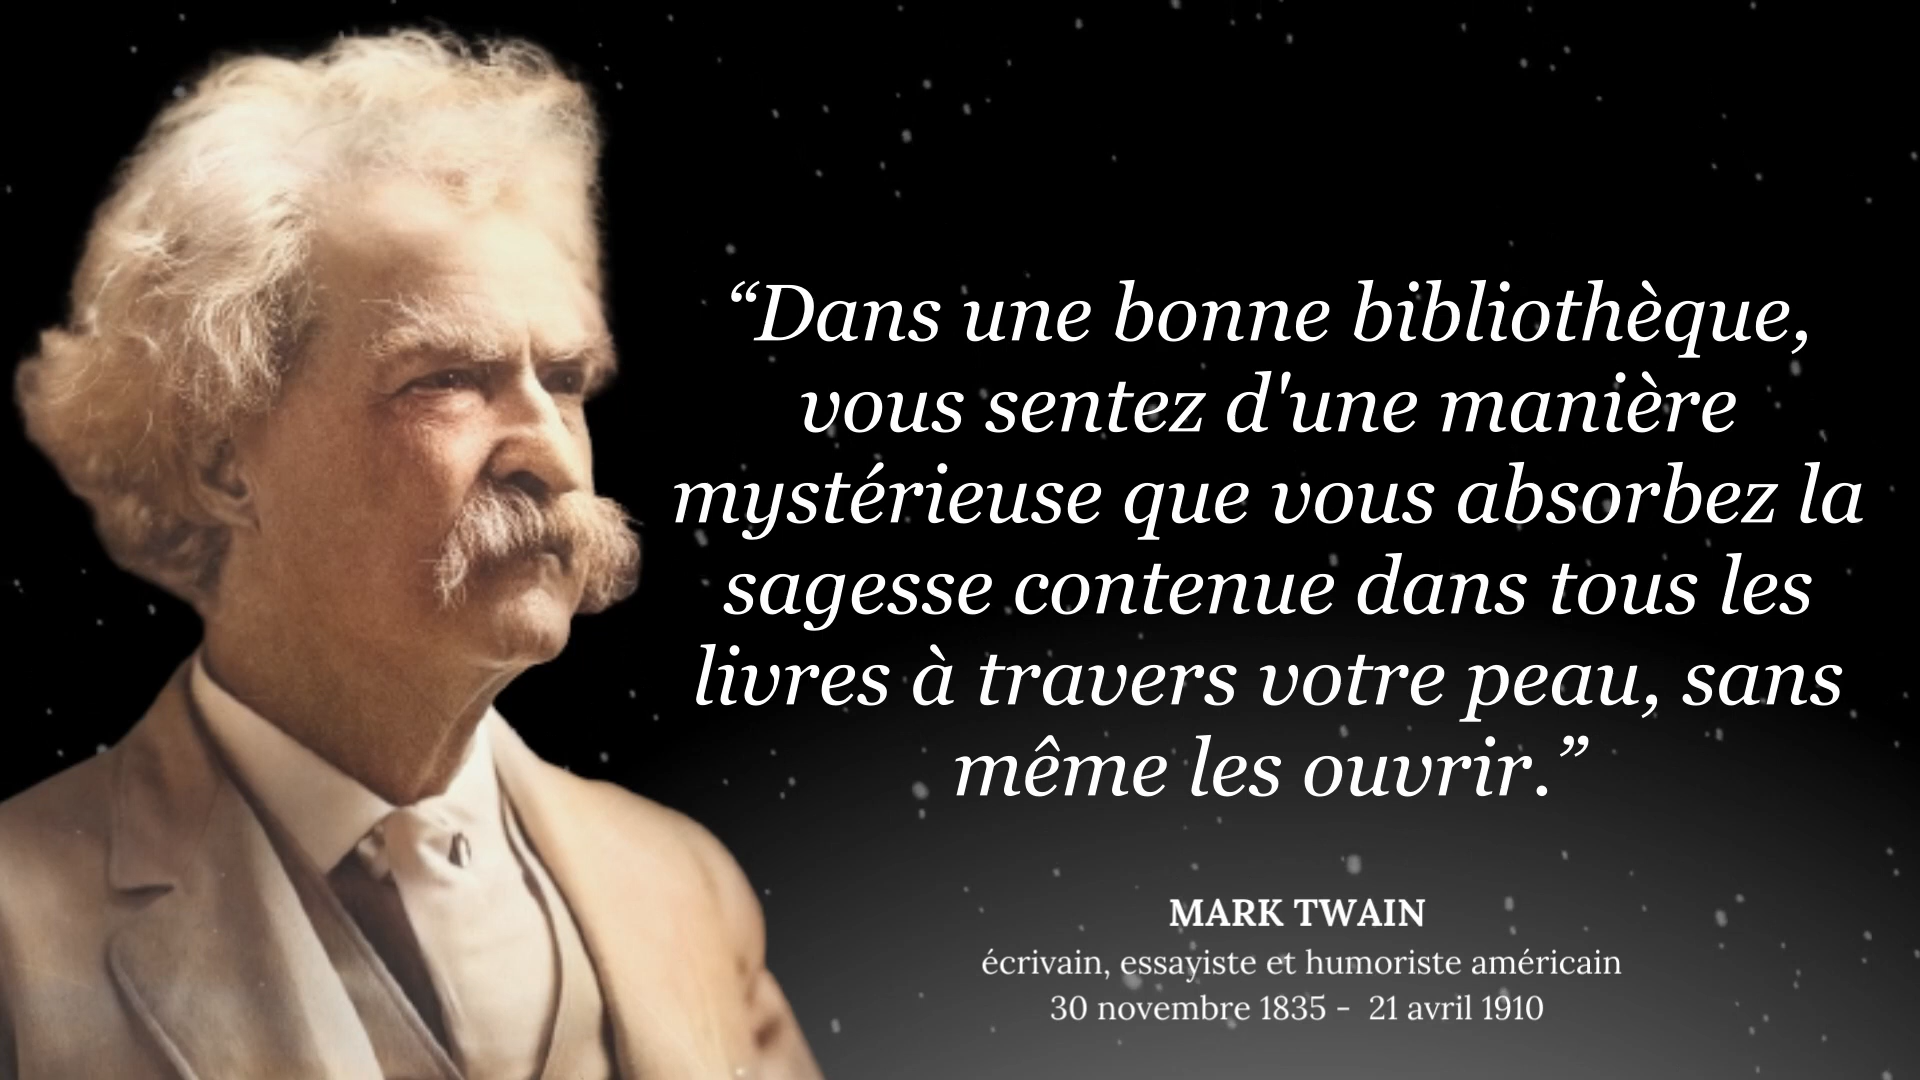 “Dans une bonne bibliothèque,
vous sentez d'une manière
mystérieuse que vous absorbez la
sagesse contenue dans tous les
livres à travers votre peau, sans
même les ouvrir.”
MARK TWAIN
écrivain, essayiste et humoriste américain
30 novembre 1835 - 21 avril 1910